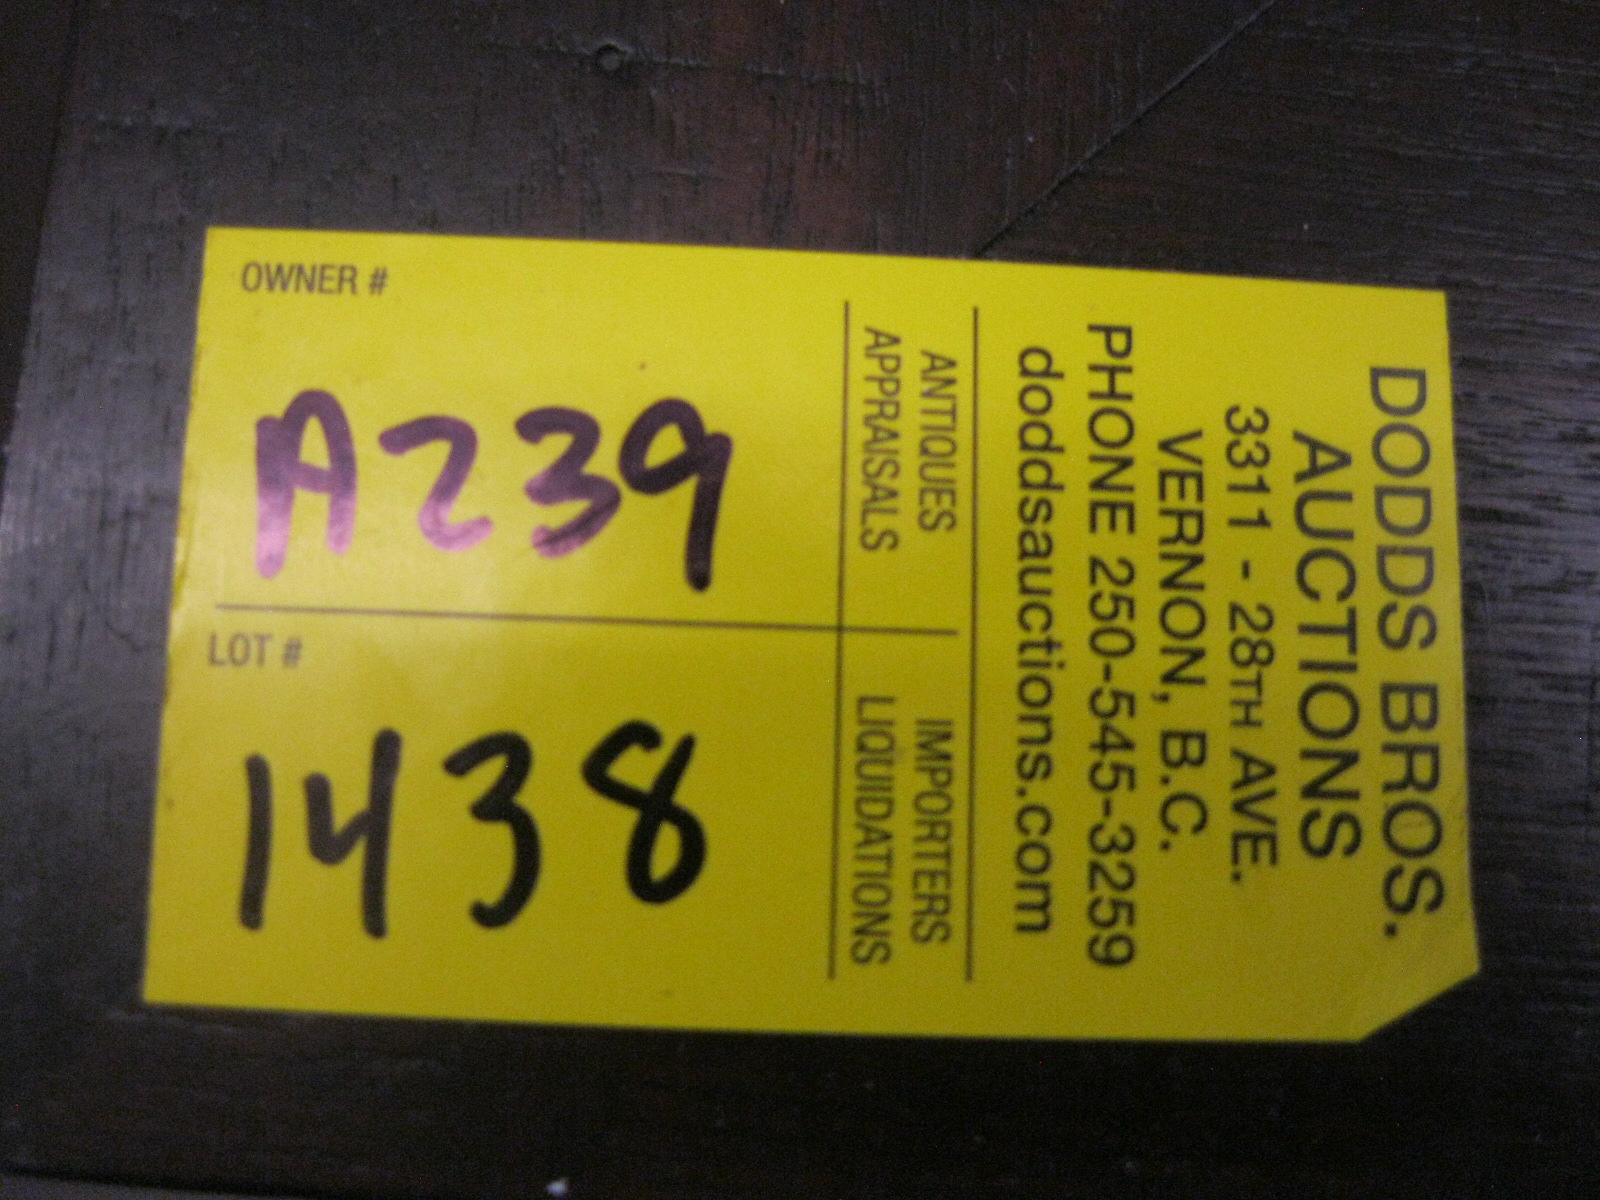 DODDS BROS.
AUCTIONS
3311 - 28TH AVE.
VERNON, B.C.
PHONE 250-545-3259
doddsauctions.com
ANTIQUES
APPRAISALS
IMPORTERS
LIQUIDATIONS
OWNER #
A239
LOT #
1438